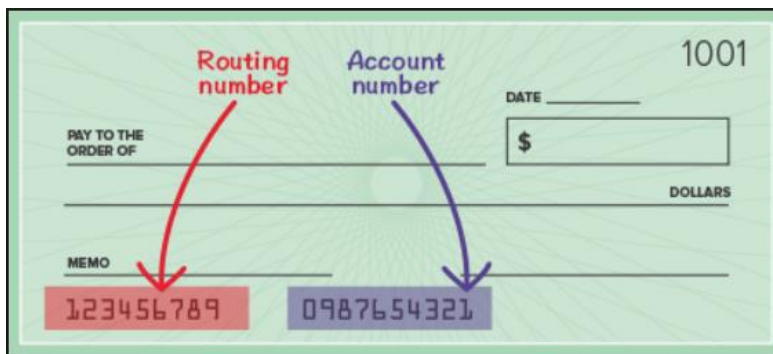 1001
Routing
number
Account
number
DATE
PAY TO THE
ORDER OF
$
DOLLARS
MEMO
123456789 0987654321